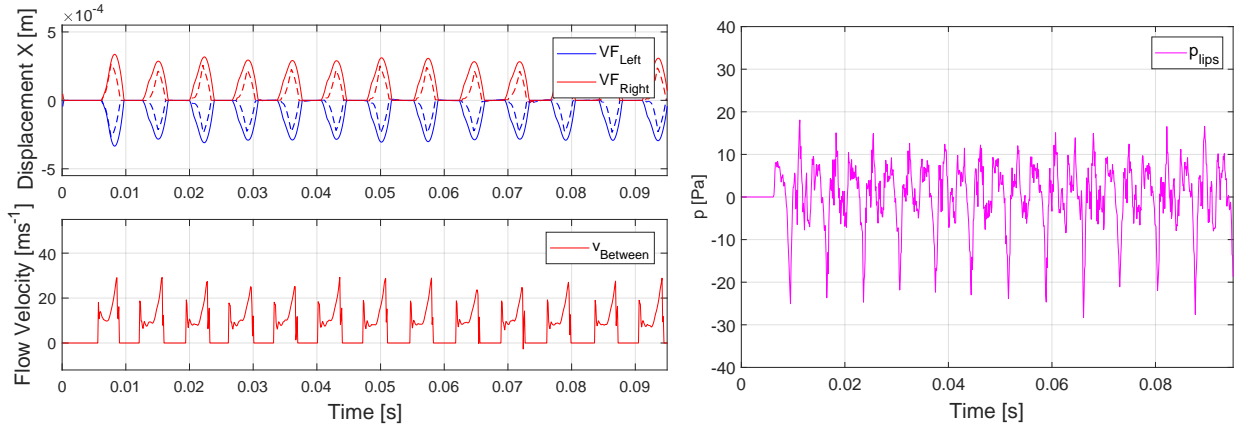 ×10⁻⁴
Displacement X [m]
5
0
-5
VF_Left
VF_Right
0 0.01 0.02 0.03 0.04 0.05 0.06 0.07 0.08 0.09
Flow Velocity [ms⁻¹]
40
20
0
v_Between
0 0.01 0.02 0.03 0.04 0.05 0.06 0.07 0.08 0.09
Time [s]
p [Pa]
40
30
20
10
0
-10
-20
-30
-40
p_lips
0 0.02 0.04 0.06 0.08
Time [s]